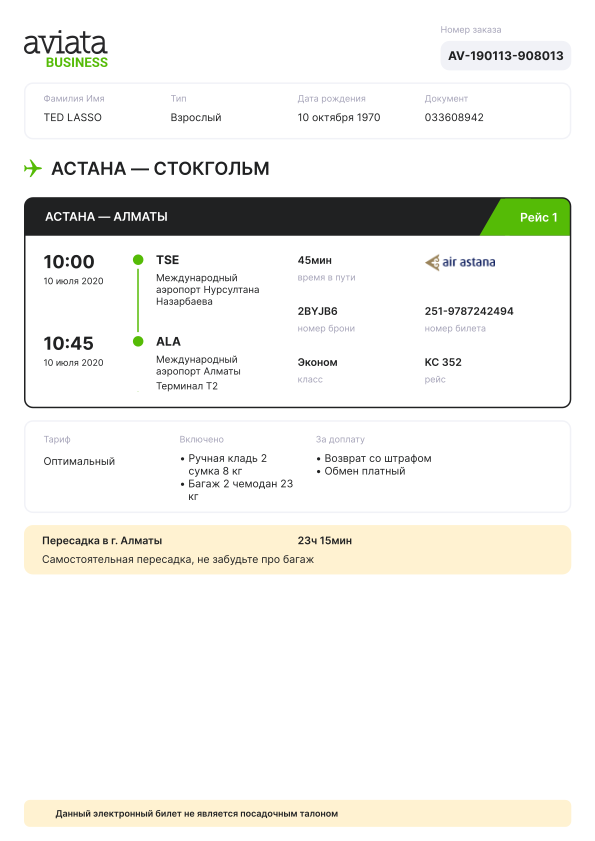 aviata
BUSINESS
Номер заказа
AV-190113-908013
Фамилия Имя
Тип
Дата рождения
Документ
TED LASSO
Взрослый
10 октября 1970
033608942
АСТАНА — СТОКГОЛЬМ
АСТАНА — АЛМАТЫ
Рейс 1
10:00
10 июля 2020
TSE
Международный
аэропорт Нурсултана
Назарбаева
45мин
время в пути
air astana
2BYJB6
номер брони
251-9787242494
номер билета
10:45
10 июля 2020
ALA
Международный
аэропорт Алматы
Терминал T2
Эконом
класс
KC 352
рейс
Тариф
Включено
За доплату
Оптимальный
• Ручная кладь 2
сумка 8 кг
• Багаж 2 чемодан 23
кг
• Возврат со штрафом
• Обмен платный
Пересадка в г. Алматы
23ч 15мин
Самостоятельная пересадка, не забудьте про багаж
Данный электронный билет не является посадочным талоном